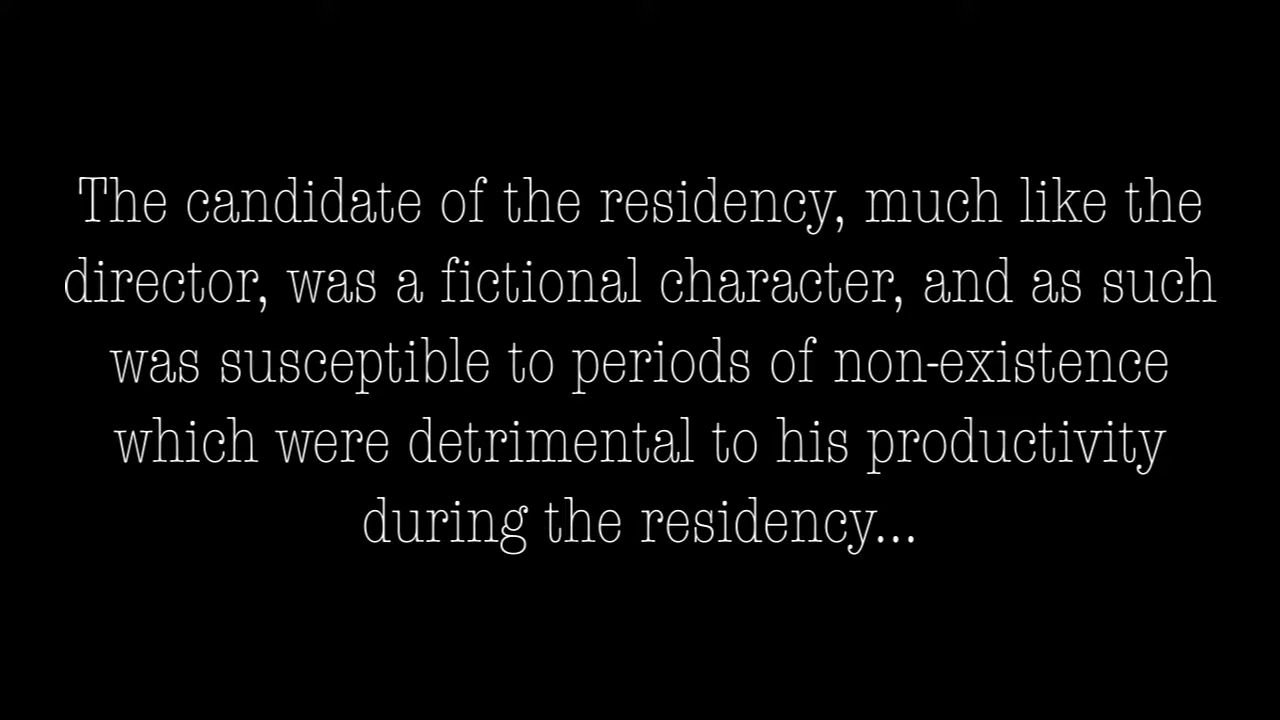 The candidate of the residency, much like the
director, was a fictional character, and as such
was susceptible to periods of non-existence
which were detrimental to his productivity
during the residency...